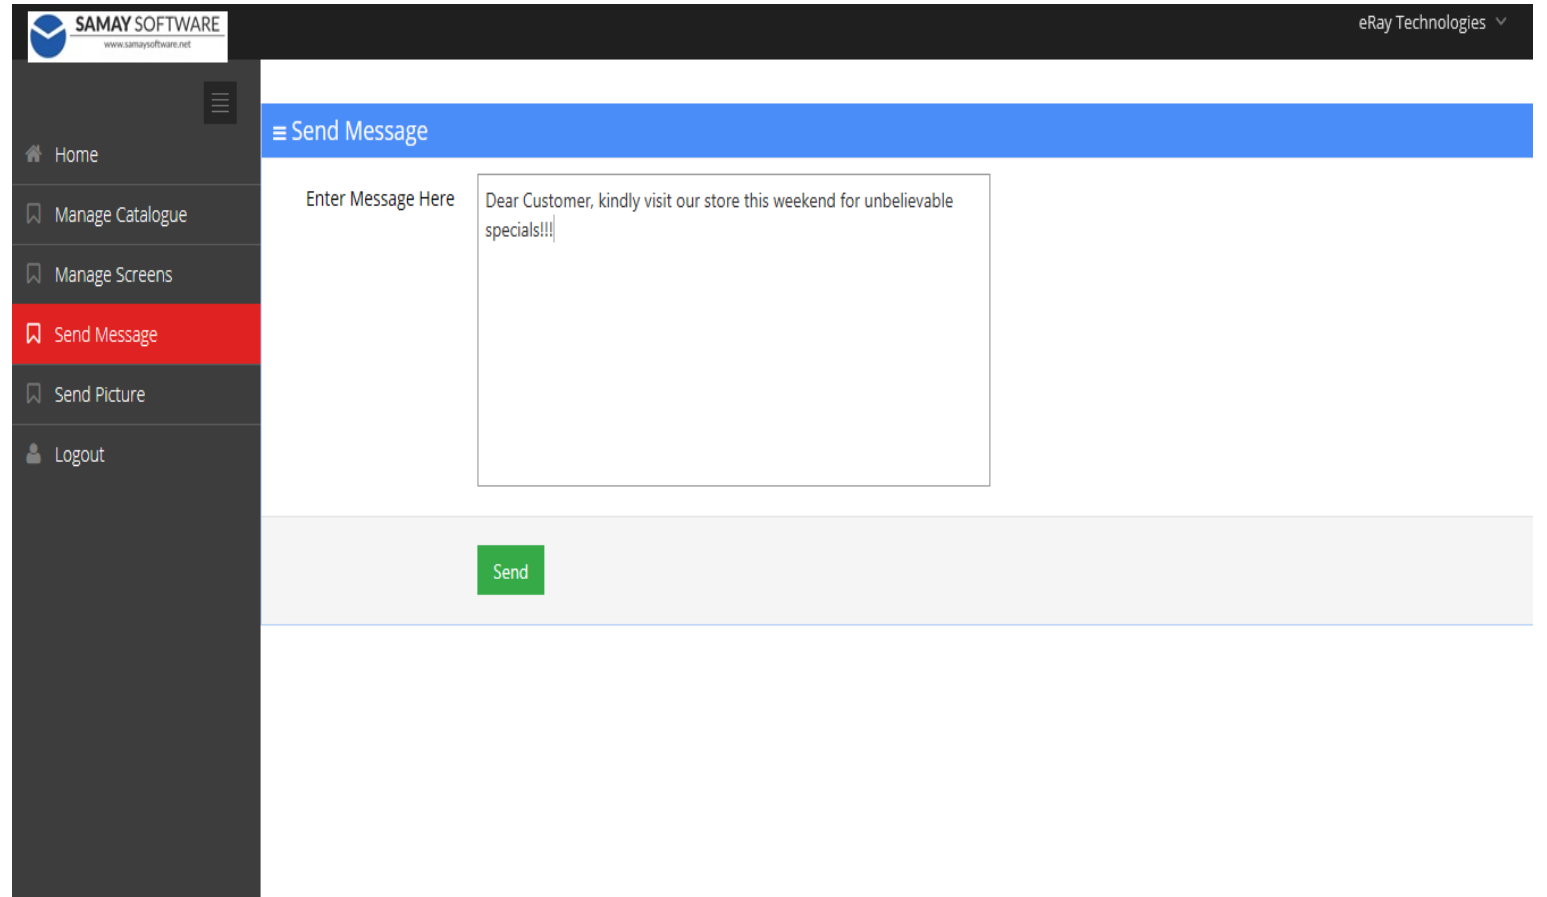 SAMAY SOFTWARE
www.samaysoftware.net
eRay Technologies
Home
Manage Catalogue
Manage Screens
Send Message
Send Picture
Logout
Send Message
Enter Message Here
Dear Customer, kindly visit our store this weekend for unbelievable
specials!!!
Send